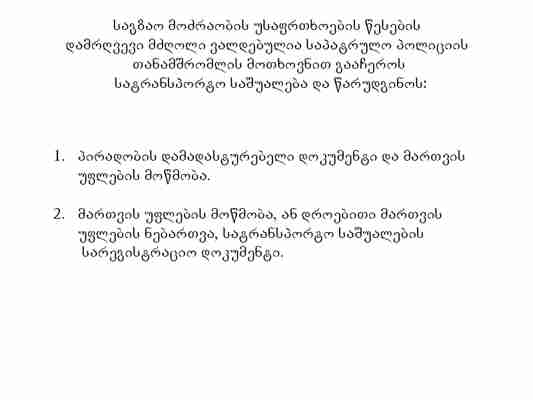 საგზაო მოძრაობის უსაფრთხოების წესების
დამრღვევი მძღოლი ვალდებულია საპატრულო პოლიციის
თანამშრომლის მოთხოვნით გააჩეროს
სატრანსპორტო საშუალება და წარუდგინოს:
1. პირადობის დამადასტურებელი დოკუმენტი და მართვის
უფლების მოწმობა.
2. მართვის უფლების მოწმობა, ან დროებითი მართვის
უფლების ნებართვა, სატრანსპორტო საშუალების
სარეგისტრაციო დოკუმენტი.